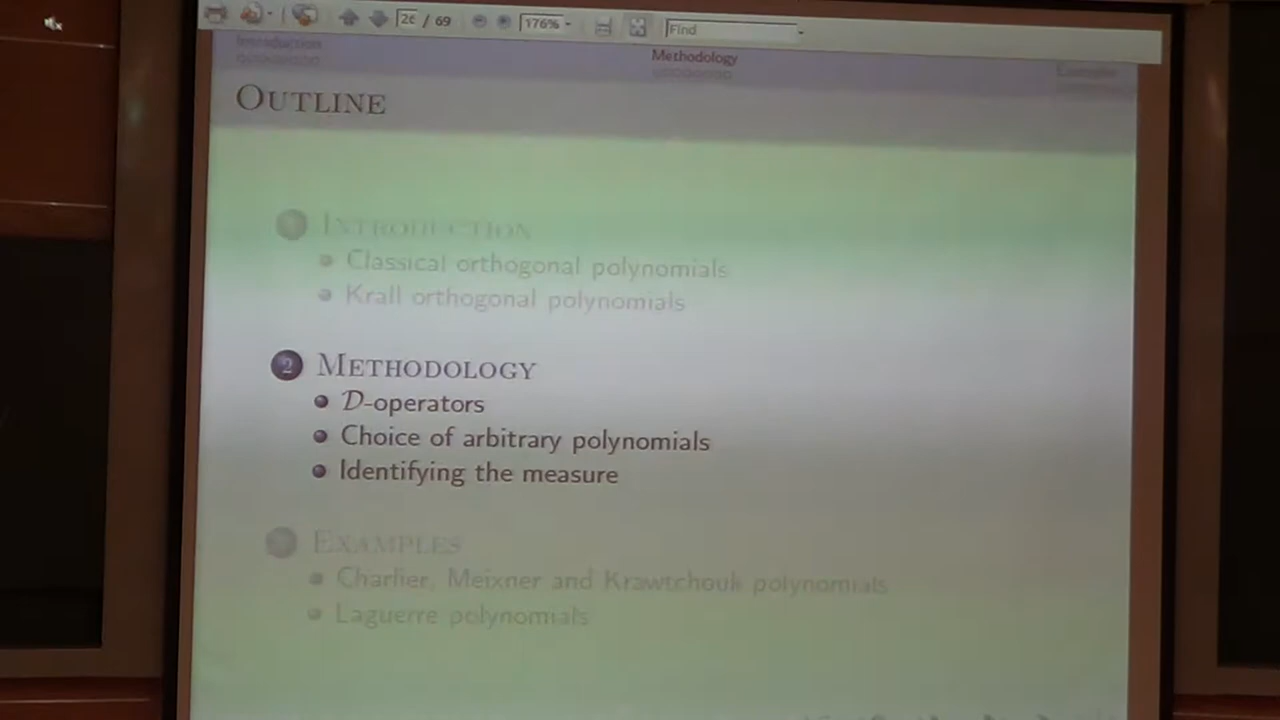 26 / 69 176% Find
Introduction Methodology Examples
OUTLINE
1 INTRODUCTION
Classical orthogonal polynomials
Krall orthogonal polynomials
2 METHODOLOGY
D-operators
Choice of arbitrary polynomials
Identifying the measure
3 EXAMPLES
Charlier, Meixner and Krawtchouk polynomials
Laguerre polynomials